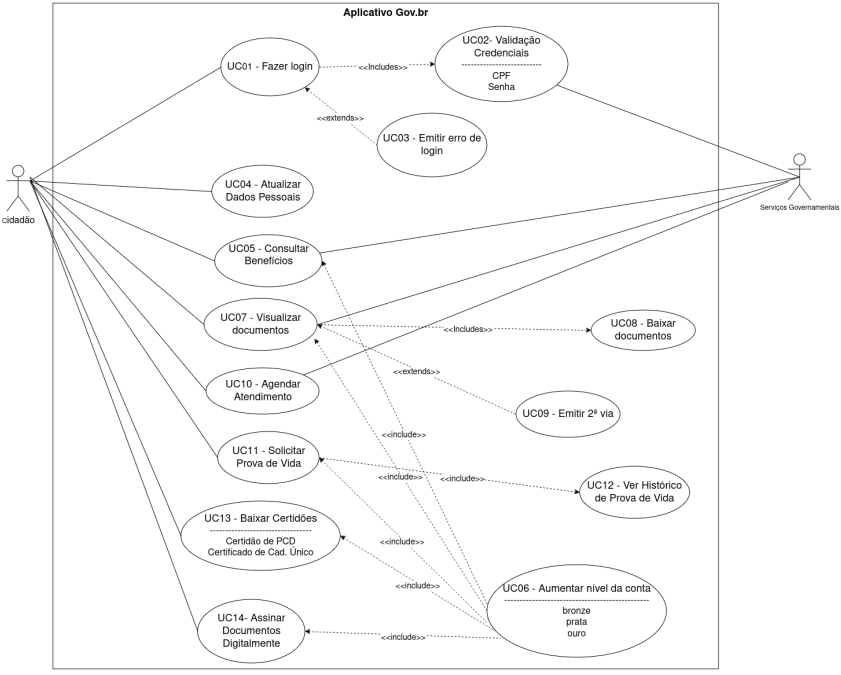 Aplicativo Gov.br
UC01 - Fazer login
<<Includes>>
UC02- Validação
Credenciais
CPF
Senha
<<extends>>
UC03 - Emitir erro de
login
cidadão
Serviços Governamentais
UC04 - Atualizar
Dados Pessoais
UC05 - Consultar
Benefícios
UC07 - Visualizar
documentos
<<Includes>>
UC08 - Baixar
documentos
<<extends>>
UC09 - Emitir 2ª via
UC10 - Agendar
Atendimento
<<include>>
UC11 - Solicitar
Prova de Vida
<<include>>
<<include>>
UC12 - Ver Histórico
de Prova de Vida
UC13 - Baixar Certidões
Certidão de PCD
Certificado de Cad. Único
<<include>>
<<include>>
UC06 - Aumentar nível da conta
bronze
prata
ouro
UC14- Assinar
Documentos
Digitalmente
<<include>>